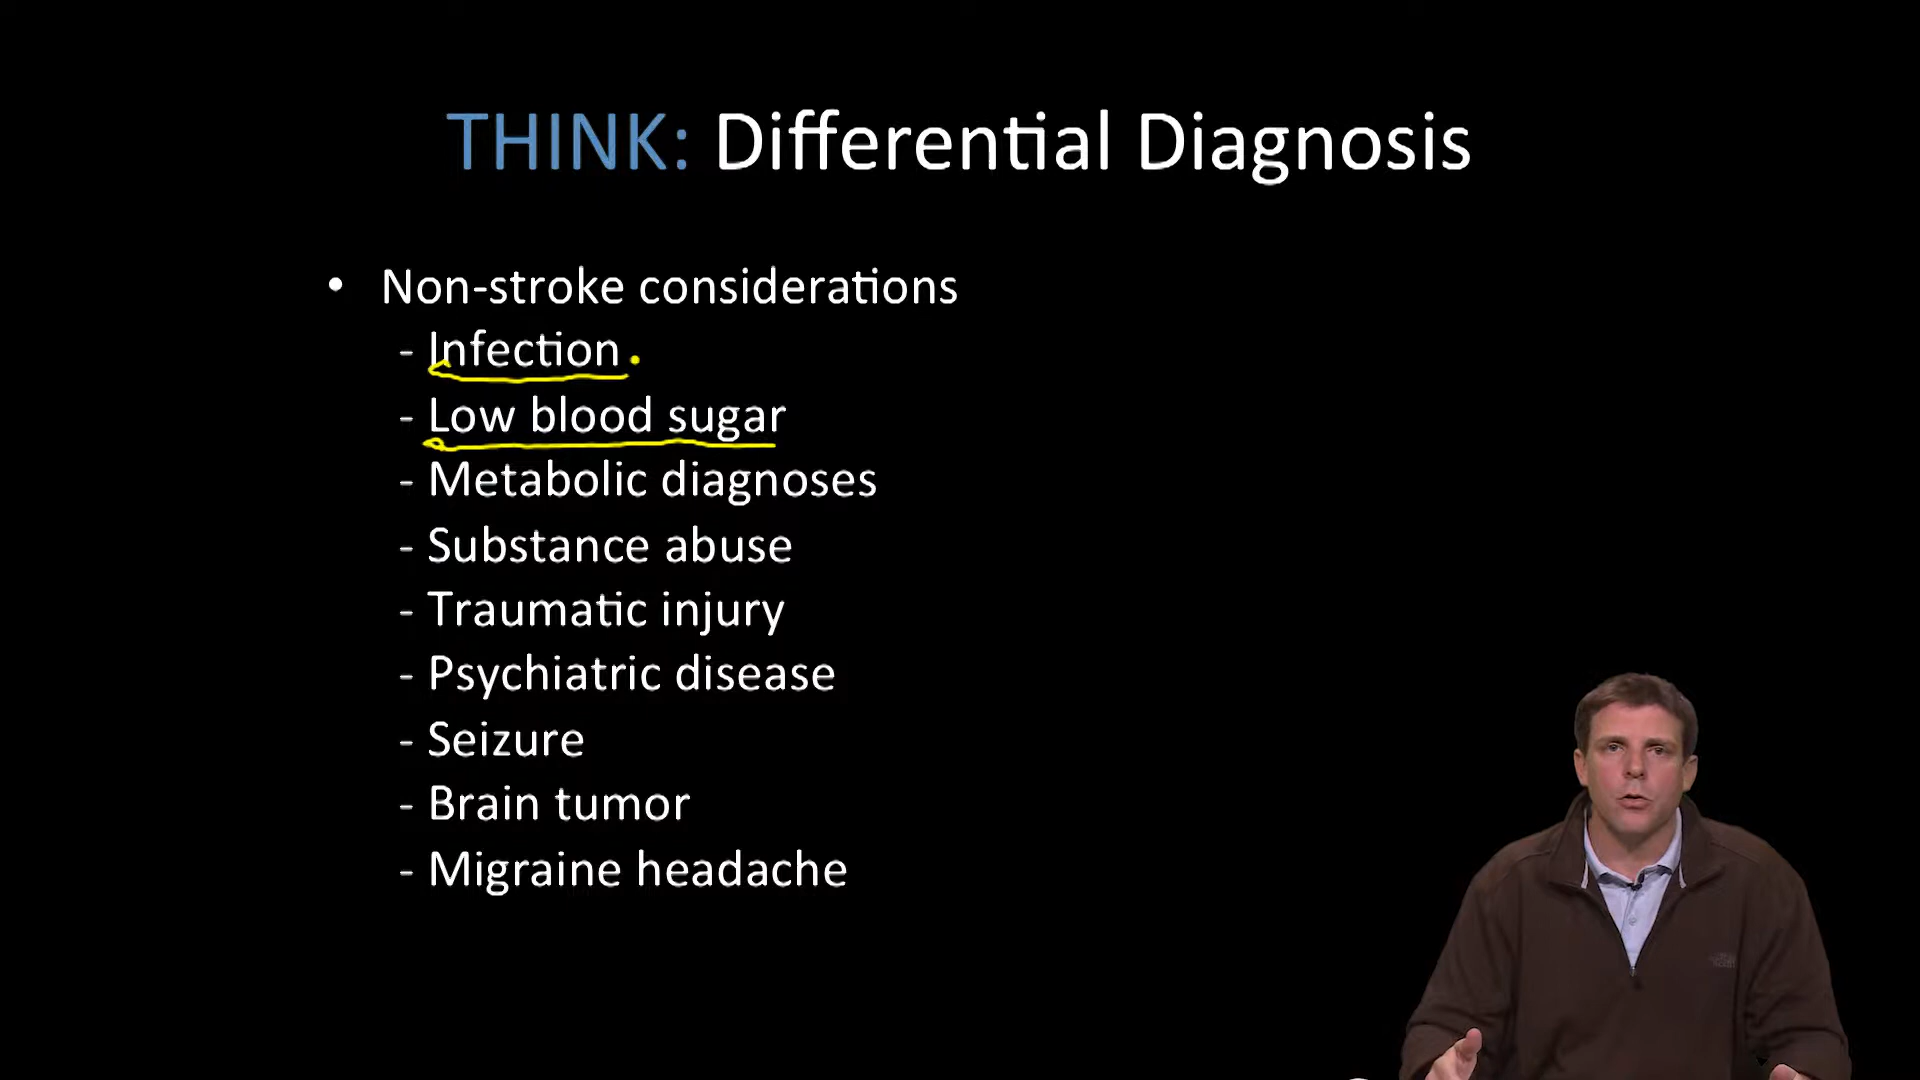 THINK: Differential Diagnosis
• Non-stroke considerations
- Infection
- Low blood sugar
- Metabolic diagnoses
- Substance abuse
- Traumatic injury
- Psychiatric disease
- Seizure
- Brain tumor
- Migraine headache